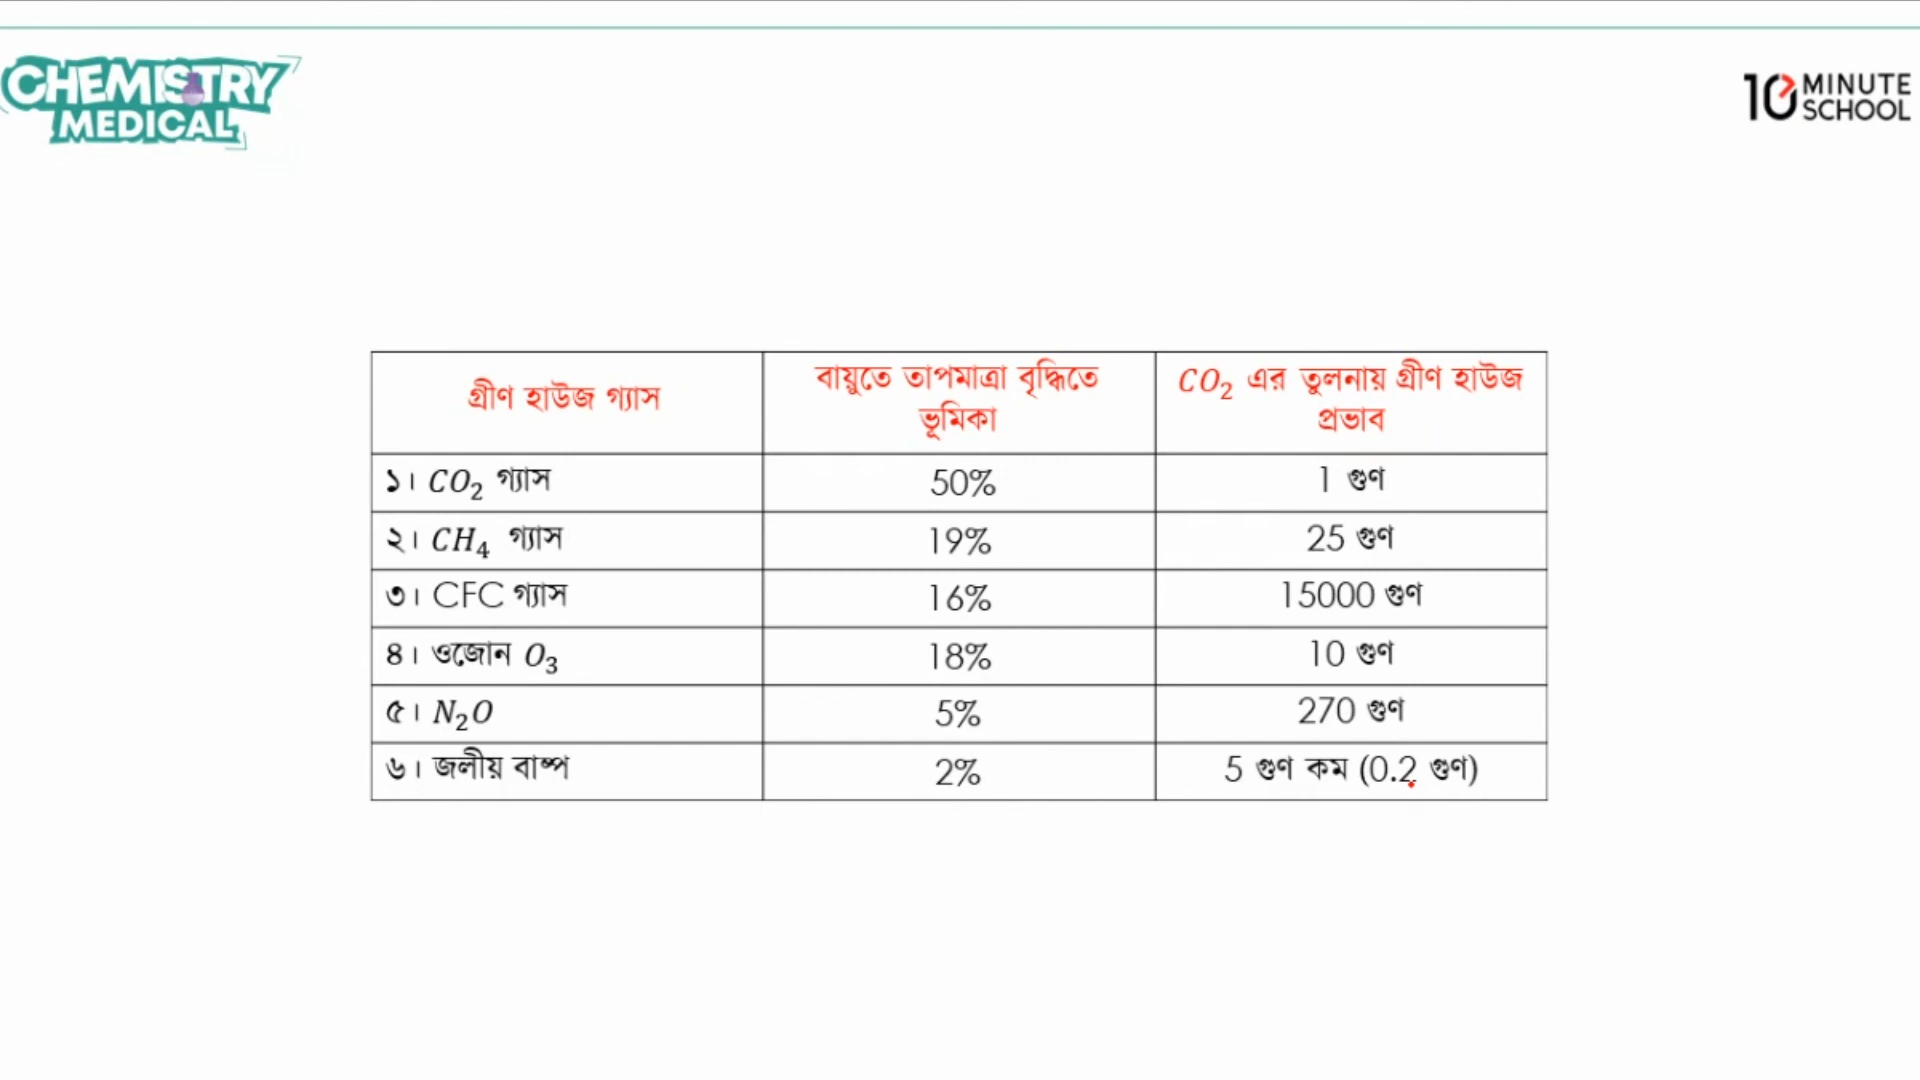 CHEMISTRY
MEDICAL
10 MINUTE
SCHOOL
গ্রীণ হাউজ গ্যাস
বায়ুতে তাপমাত্রা বৃদ্ধিতে
ভূমিকা
CO₂ এর তুলনায় গ্রীণ হাউজ
প্রভাব
১। CO₂ গ্যাস 50% 1 গুণ
২। CH₄ গ্যাস 19% 25 গুণ
৩। CFC গ্যাস 16% 15000 গুণ
৪। ওজোন O₃ 18% 10 গুণ
৫। N₂O 5% 270 গুণ
৬। জলীয় বাষ্প 2% 5 গুণ কম (0.2 গুণ)